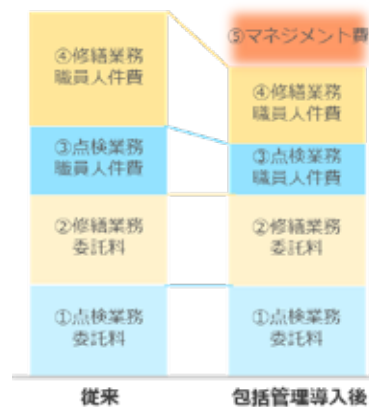 ④修繕業務
職員人件費
③点検業務
職員人件費
②修繕業務
委託料
①点検業務
委託料
従来
⑤マネジメント費
④修繕業務
職員人件費
③点検業務
職員人件費
②修繕業務
委託料
①点検業務
委託料
包括管理導入後